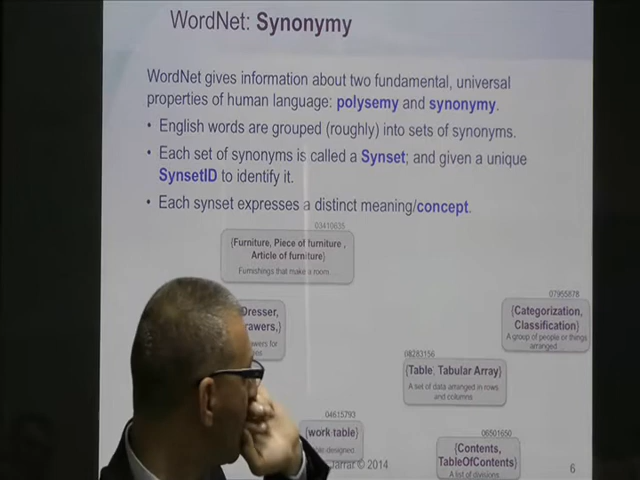 WordNet: Synonymy
WordNet gives information about two fundamental, universal
properties of human language: polysemy and synonymy.
• English words are grouped (roughly) into sets of synonyms.
• Each set of synonyms is called a Synset; and given a unique
SynsetID to identify it.
• Each synset expresses a distinct meaning/concept.
03410635
{Furniture, Piece of furniture ,
Article of furniture}
Furnishings that make a room...
Dresser,
07955878
{Categorization,
Classification}
A group of people or things
arranged
08283156
{Table, Tabular Array}
A set of data arranged in rows
and columns
04615793
{work table}
designed
06501650
{Contents,
TableOfContents}
A list of divisions
Jarrar © 2014
6